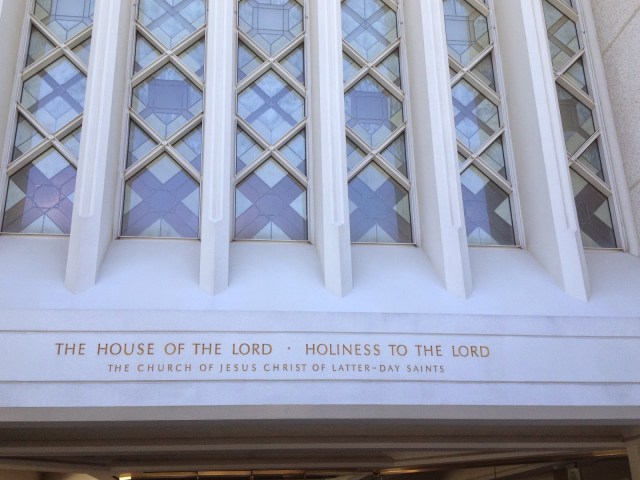 THE HOUSE OF THE LORD · HOLINESS TO THE LORD
THE CHURCH OF JESUS CHRIST OF LATTER-DAY SAINTS